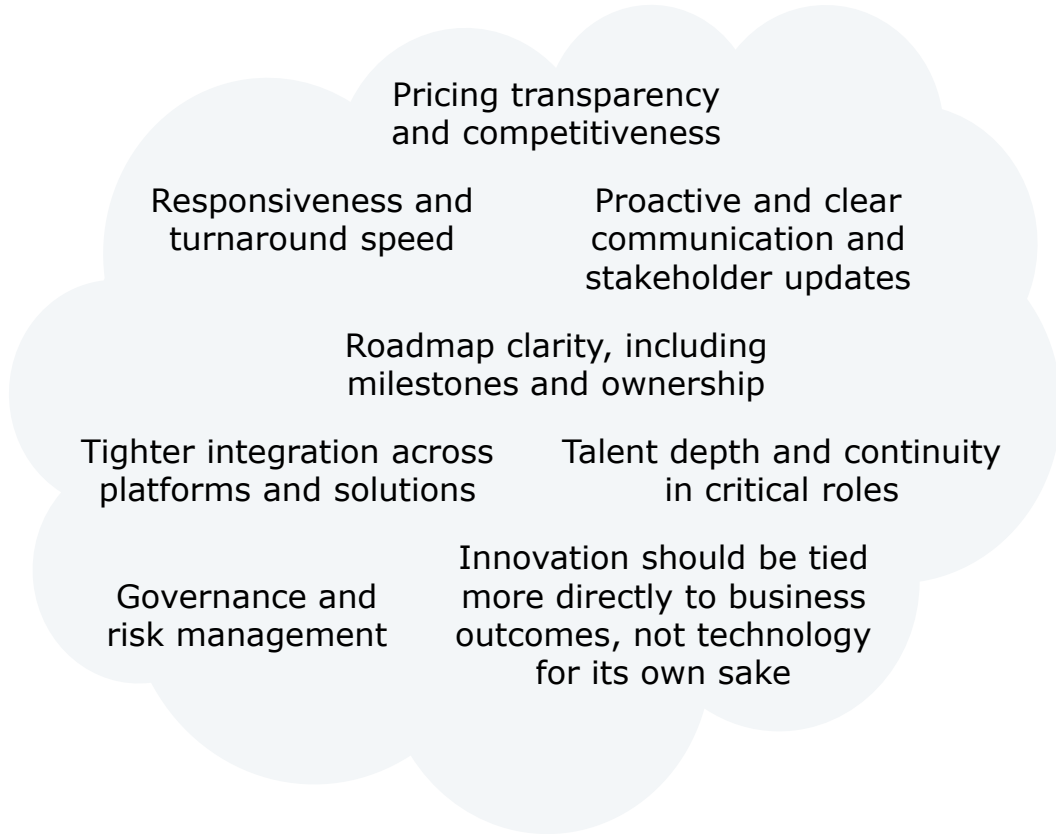 Pricing transparency
and competitiveness
Responsiveness and
turnaround speed
Proactive and clear
communication and
stakeholder updates
Roadmap clarity, including
milestones and ownership
Tighter integration across
platforms and solutions
Talent depth and continuity
in critical roles
Governance and
risk management
Innovation should be tied
more directly to business
outcomes, not technology
for its own sake